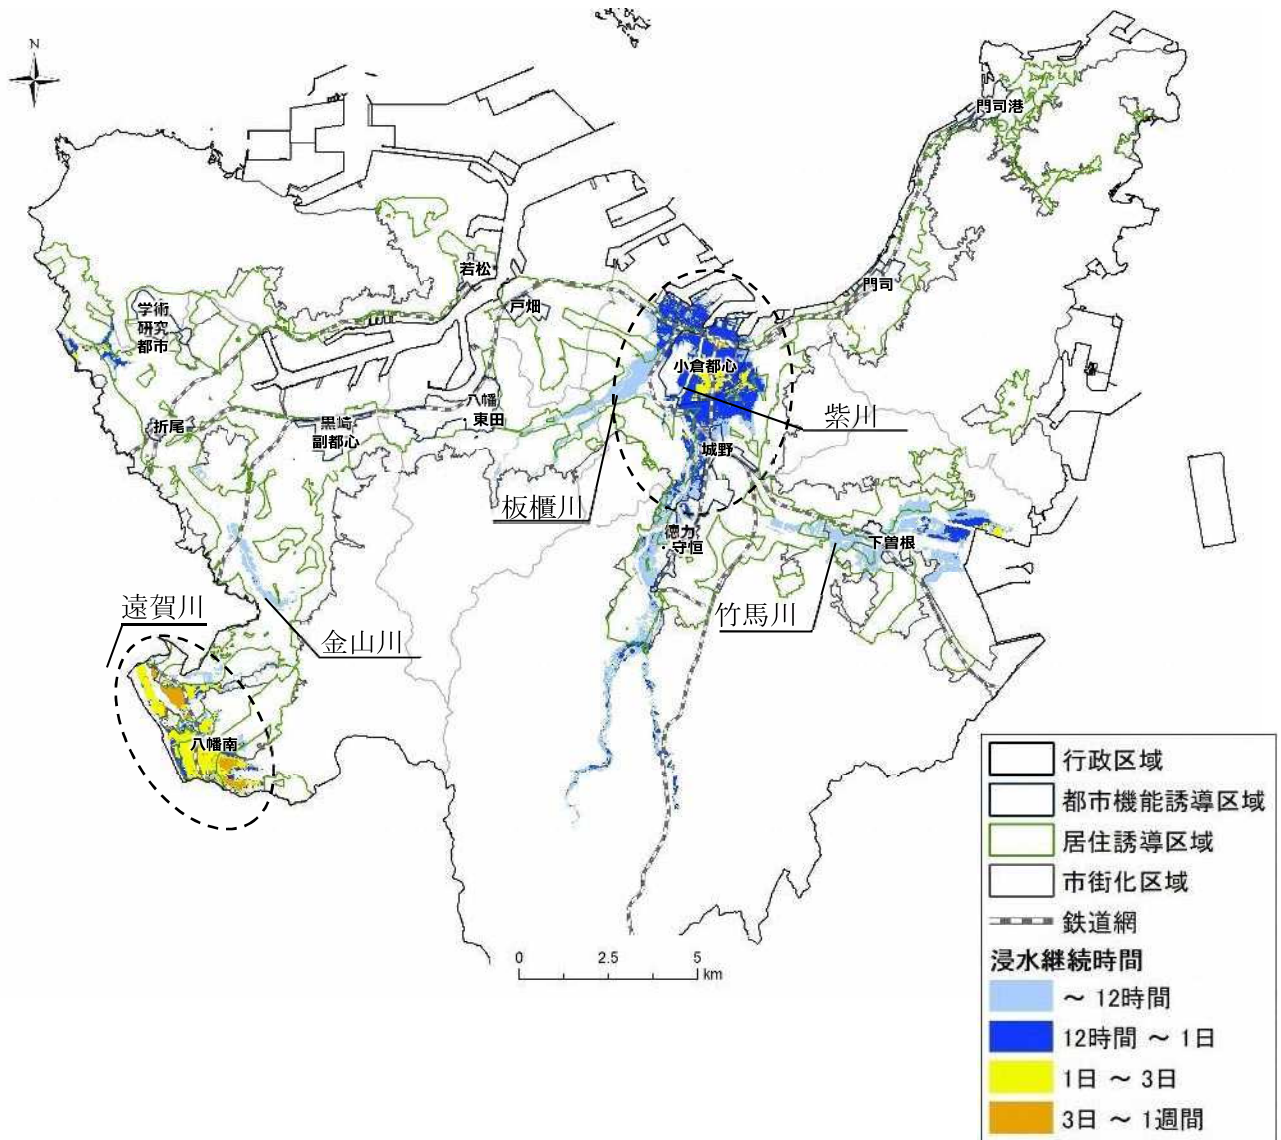 N
門司港
門司
若松
戸畑
学術
研究
都市
小倉都心
紫川
八幡
・東田
折尾
黒崎
副都心
城野
板櫃川
徳力
・守恒
下曽根
竹馬川
遠賀川
金山川
八幡南
0 2.5 5
km
行政区域
都市機能誘導区域
居住誘導区域
市街化区域
鉄道網
浸水継続時間
～ 12時間
12時間 ～ 1日
1日 ～ 3日
3日 ～ 1週間